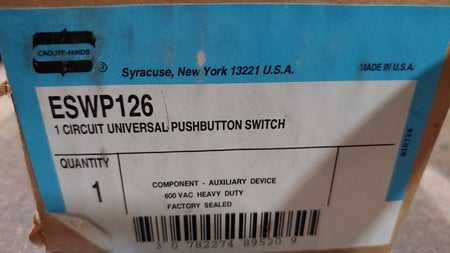 CROUSE-HINDS
®
Syracuse, New York 13221 U.S.A.
MADE IN U.S.A.
ESWP126
1 CIRCUIT UNIVERSAL PUSHBUTTON SWITCH
QUANTITY
1
COMPONENT - AUXILIARY DEVICE
600 VAC HEAVY DUTY
FACTORY SEALED
3 0 782274 89520 9